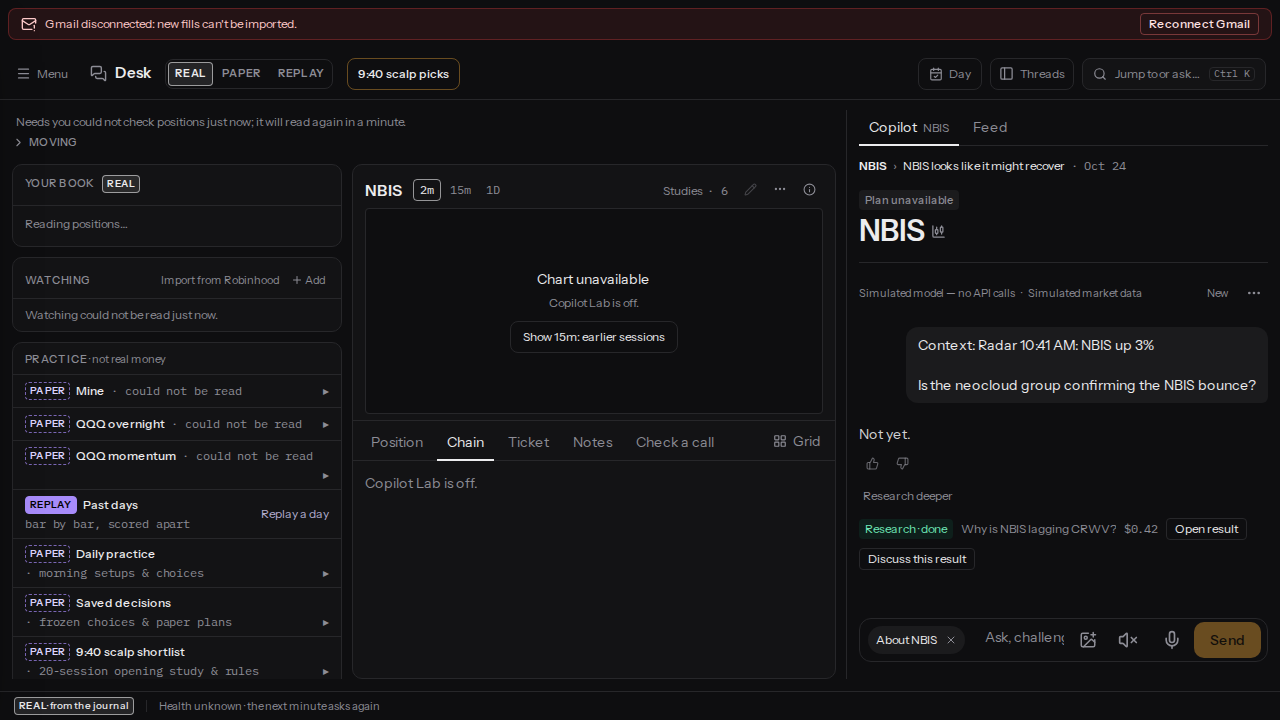 Gmail disconnected: new fills can't be imported.
Reconnect Gmail
Menu
Desk
REAL
PAPER
REPLAY
9:40 scalp picks
Day
Threads
Jump to or ask...
Ctrl K
Needs you could not check positions just now; it will read again in a minute.
MOVING
YOUR BOOK
REAL
Reading positions...
WATCHING
Import from Robinhood
+ Add
Watching could not be read just now.
PRACTICE · not real money
PAPER Mine · could not be read
PAPER QQQ overnight · could not be read
PAPER QQQ momentum · could not be read
REPLAY Past days
bar by bar, scored apart
Replay a day
PAPER Daily practice
· morning setups & choices
PAPER Saved decisions
· frozen choices & paper plans
PAPER 9:40 scalp shortlist
· 20-session opening study & rules
NBIS
2m
15m
1D
Studies · 6
Chart unavailable
Copilot Lab is off.
Show 15m: earlier sessions
Position
Chain
Ticket
Notes
Check a call
Grid
Copilot Lab is off.
Copilot NBIS
Feed
NBIS › NBIS looks like it might recover · Oct 24
Plan unavailable
NBIS
Simulated model — no API calls · Simulated market data
New
Context: Radar 10:41 AM: NBIS up 3%
Is the neocloud group confirming the NBIS bounce?
Not yet.
Research deeper
Research · done
Why is NBIS lagging CRWV? $0.42
Open result
Discuss this result
About NBIS
Ask, challeng
Send
REAL · from the journal
Health unknown · the next minute asks again